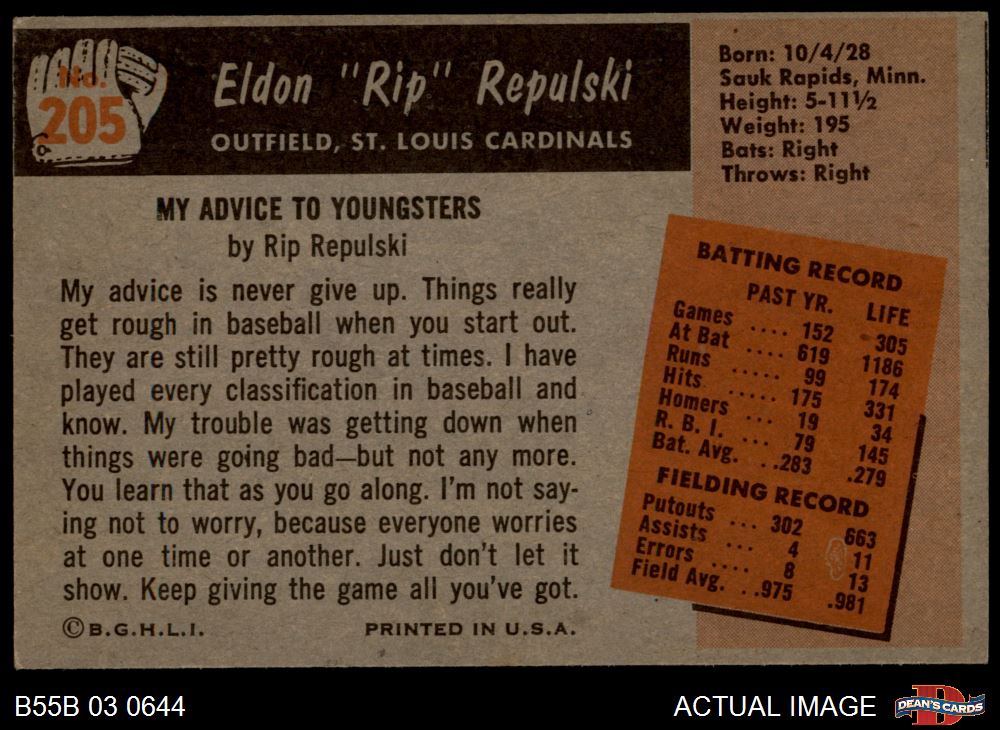 No.
205
Eldon "Rip" Repulski
OUTFIELD, ST. LOUIS CARDINALS
Born: 10/4/28
Sauk Rapids, Minn.
Height: 5-11½
Weight: 195
Bats: Right
Throws: Right
MY ADVICE TO YOUNGSTERS
by Rip Repulski
My advice is never give up. Things really
get rough in baseball when you start out.
They are still pretty rough at times. I have
played every classification in baseball and
know. My trouble was getting down when
things were going bad—but not any more.
You learn that as you go along. I'm not say-
ing not to worry, because everyone worries
at one time or another. Just don't let it
show. Keep giving the game all you've got.
©B.G.H.L.I. PRINTED IN U.S.A.
BATTING RECORD
PAST YR. LIFE
Games .... 152 305
At Bat .... 619 1186
Runs ..... 99 174
Hits ..... 175 331
Homers ... 19 34
R. B. I. ... 79 145
Bat. Avg. ..283 .279
FIELDING RECORD
Putouts ... 302 663
Assists ... 4 11
Errors .... 8 13
Field Avg. ..975 .981
B55B 03 0644
ACTUAL IMAGE
DEAN'S CARDS